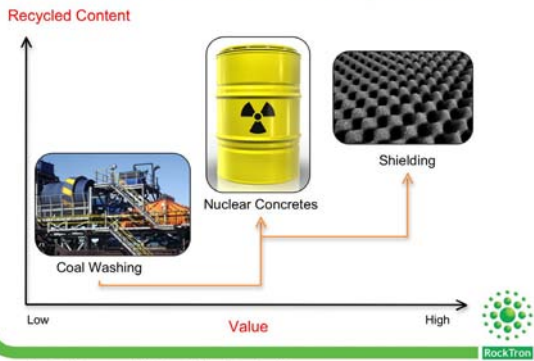 Recycled Content
Shielding
Nuclear Concretes
Coal Washing
Low
Value
High
RockTron